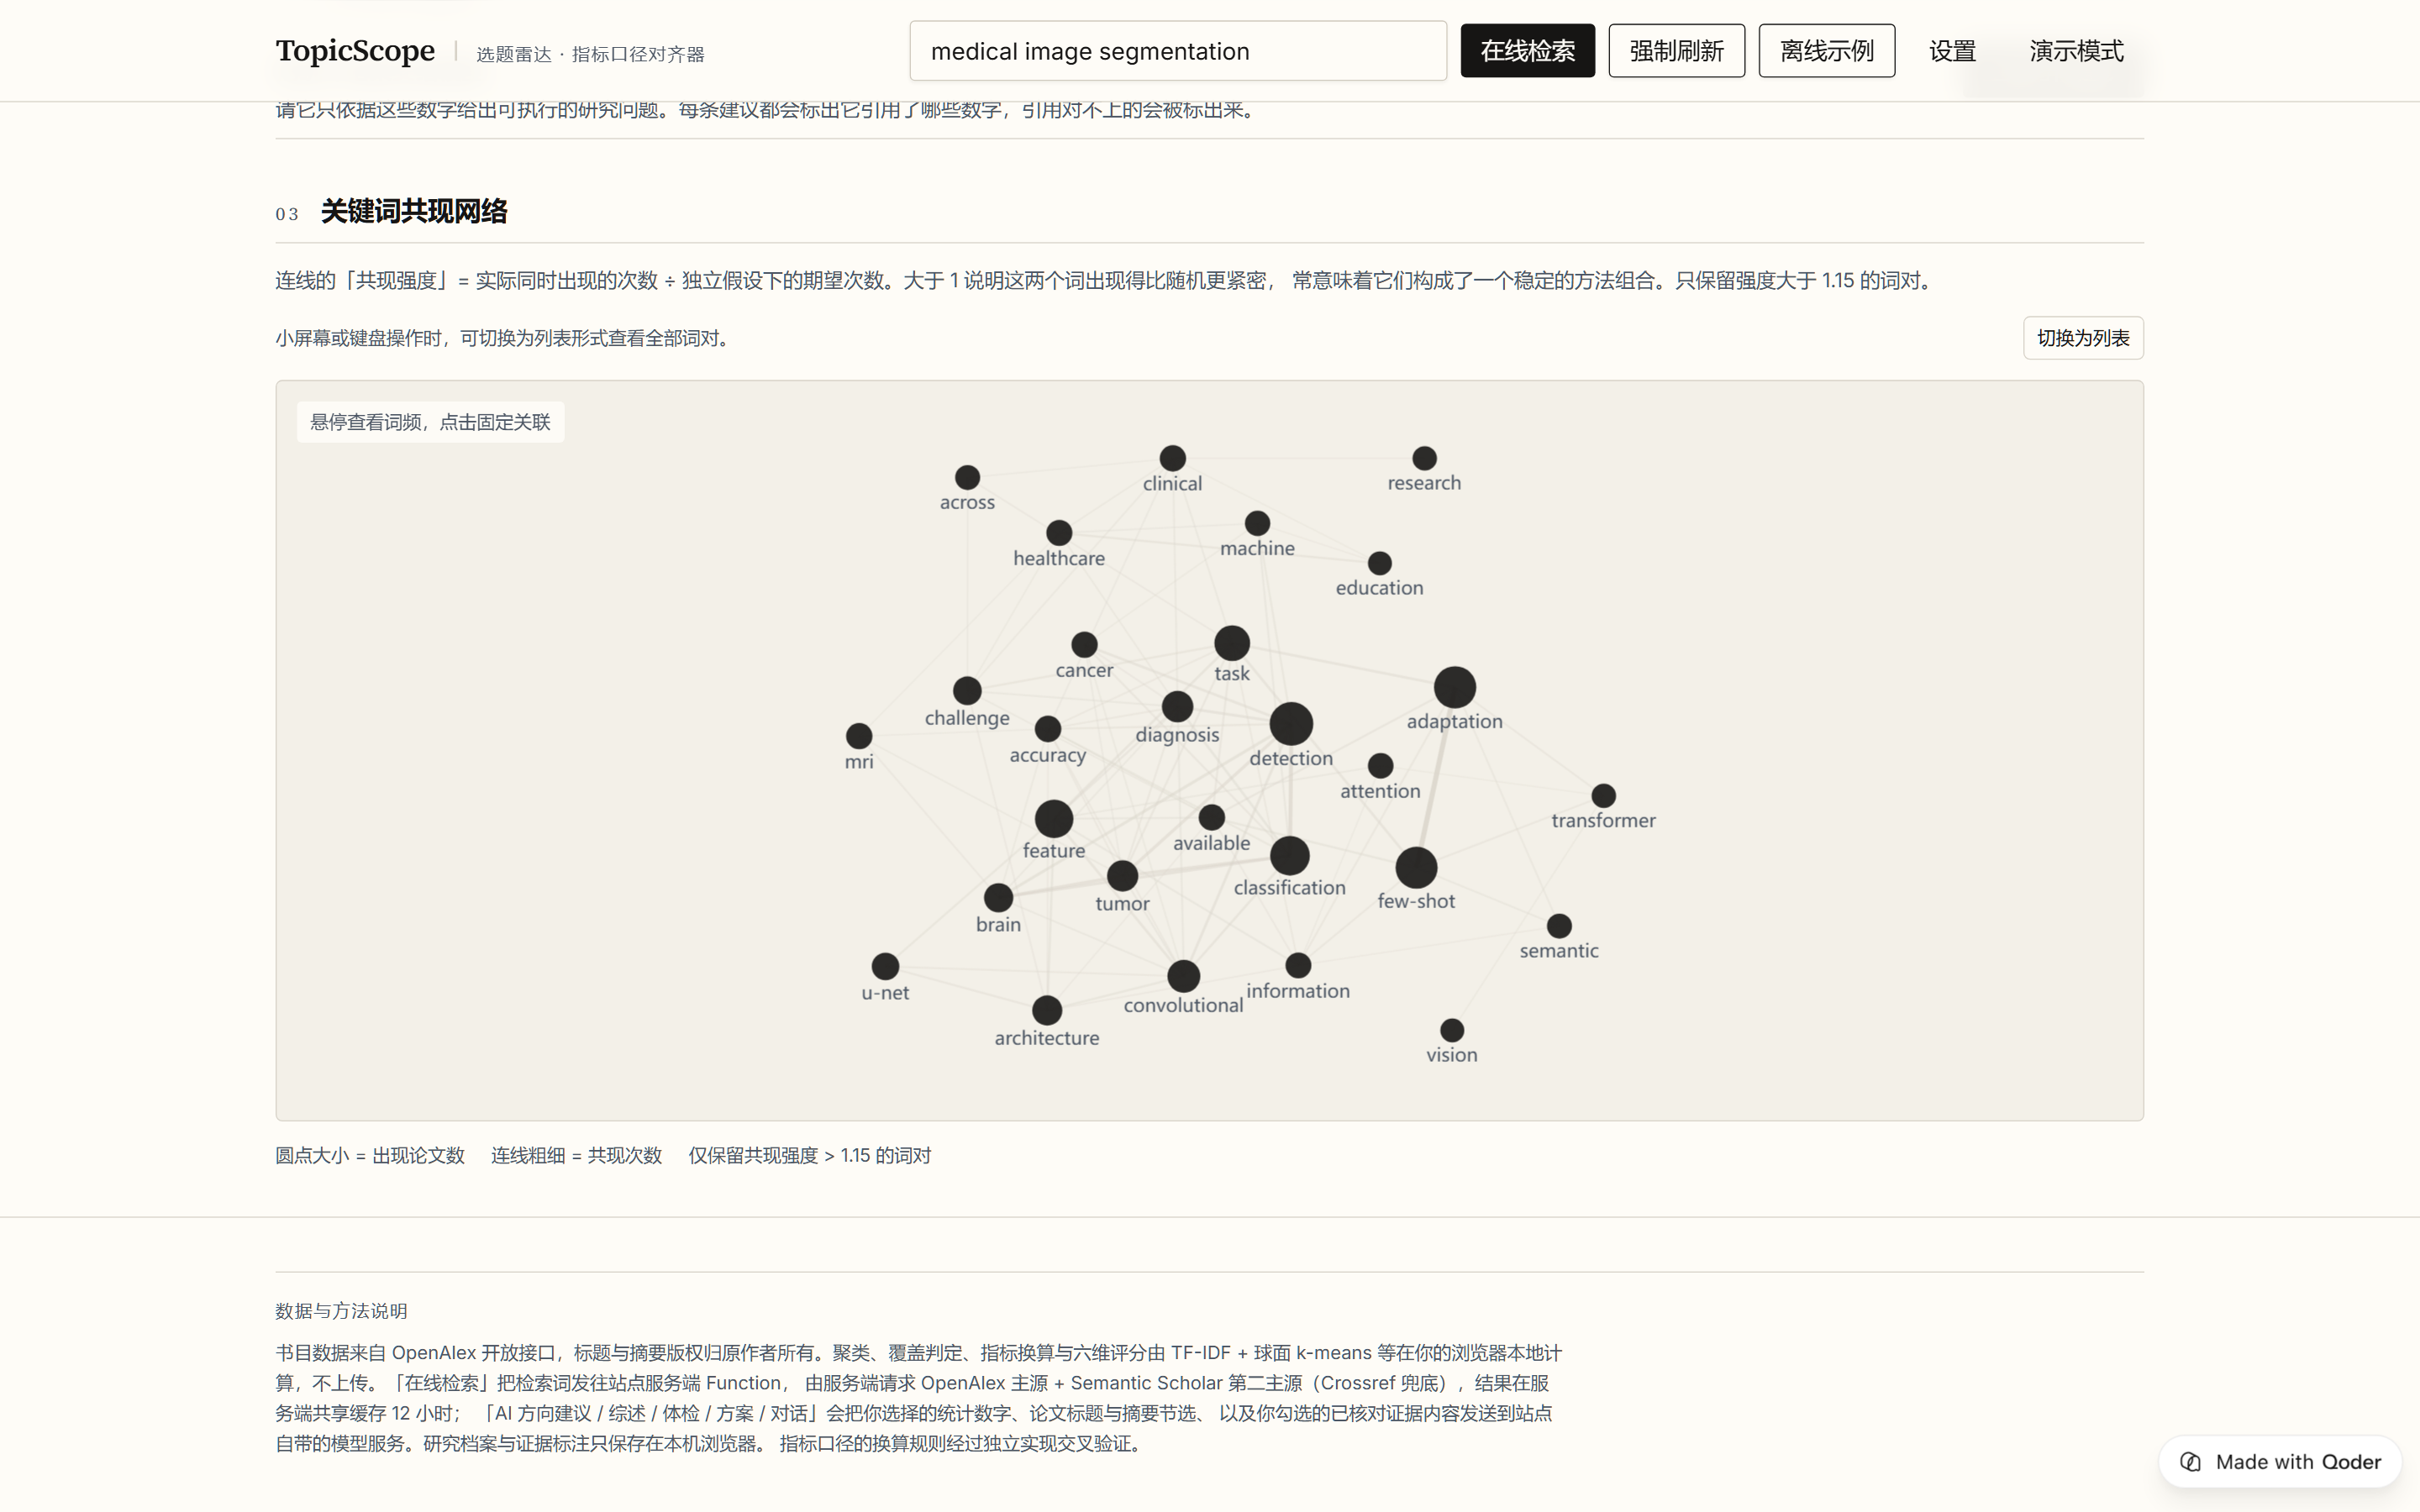 TopicScope
选题雷达 · 指标口径对齐器
medical image segmentation
在线检索
强制刷新
离线示例
设置
演示模式
请它只依据这些数字给出可执行的研究问题。每条建议都会标出它引用了哪些数字，引用对不上的会被标出来。
03 关键词共现网络
连线的「共现强度」= 实际同时出现的次数 ÷ 独立假设下的期望次数。大于 1 说明这两个词出现得比随机更紧密， 常意味着它们构成了一个稳定的方法组合。只保留强度大于 1.15 的词对。
小屏幕或键盘操作时，可切换为列表形式查看全部词对。
切换为列表
悬停查看词频，点击固定关联
across
clinical
research
healthcare
machine
education
cancer
task
challenge
diagnosis
adaptation
mri
accuracy
detection
attention
transformer
feature
available
classification
few-shot
brain
tumor
semantic
u-net
convolutional
information
architecture
vision
圆点大小 = 出现论文数
连线粗细 = 共现次数
仅保留共现强度 > 1.15 的词对
数据与方法说明
书目数据来自 OpenAlex 开放接口，标题与摘要版权归原作者所有。聚类、覆盖判定、指标换算与六维评分由 TF-IDF + 球面 k-means 等在你的浏览器本地计
算，不上传。「在线检索」把检索词发往站点服务端 Function， 由服务端请求 OpenAlex 主源 + Semantic Scholar 第二主源（Crossref 兜底），结果在服
务端共享缓存 12 小时； 「AI 方向建议 / 综述 / 体检 / 方案 / 对话」会把你选择的统计数字、论文标题与摘要节选、 以及你勾选的已核对证据内容发送到站点
自带的模型服务。研究档案与证据标注只保存在本机浏览器。 指标口径的换算规则经过独立实现交叉验证。
Made with Qoder